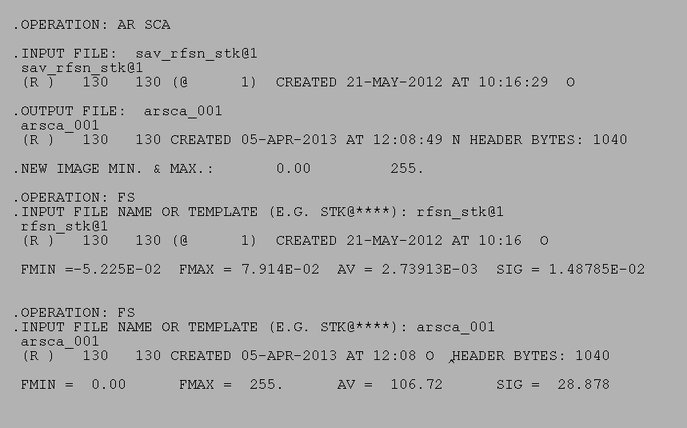 .OPERATION: AR SCA
.INPUT FILE: sav_rfsn_stk@1
sav_rfsn_stk@1
(R ) 130 130 (@ 1) CREATED 21-MAY-2012 AT 10:16:29 O
.OUTPUT FILE: arsca_001
arsca_001
(R ) 130 130 CREATED 05-APR-2013 AT 12:08:49 N HEADER BYTES: 1040
.NEW IMAGE MIN. & MAX.: 0.00 255.
.OPERATION: FS
.INPUT FILE NAME OR TEMPLATE (E.G. STK@****): rfsn_stk@1
rfsn_stk@1
(R ) 130 130 (@ 1) CREATED 21-MAY-2012 AT 10:16 O
FMIN =-5.225E-02 FMAX = 7.914E-02 AV = 2.73913E-03 SIG = 1.48785E-02
.OPERATION: FS
.INPUT FILE NAME OR TEMPLATE (E.G. STK@****): arsca_001
arsca_001
(R ) 130 130 CREATED 05-APR-2013 AT 12:08 O HEADER BYTES: 1040
FMIN = 0.00 FMAX = 255. AV = 106.72 SIG = 28.878